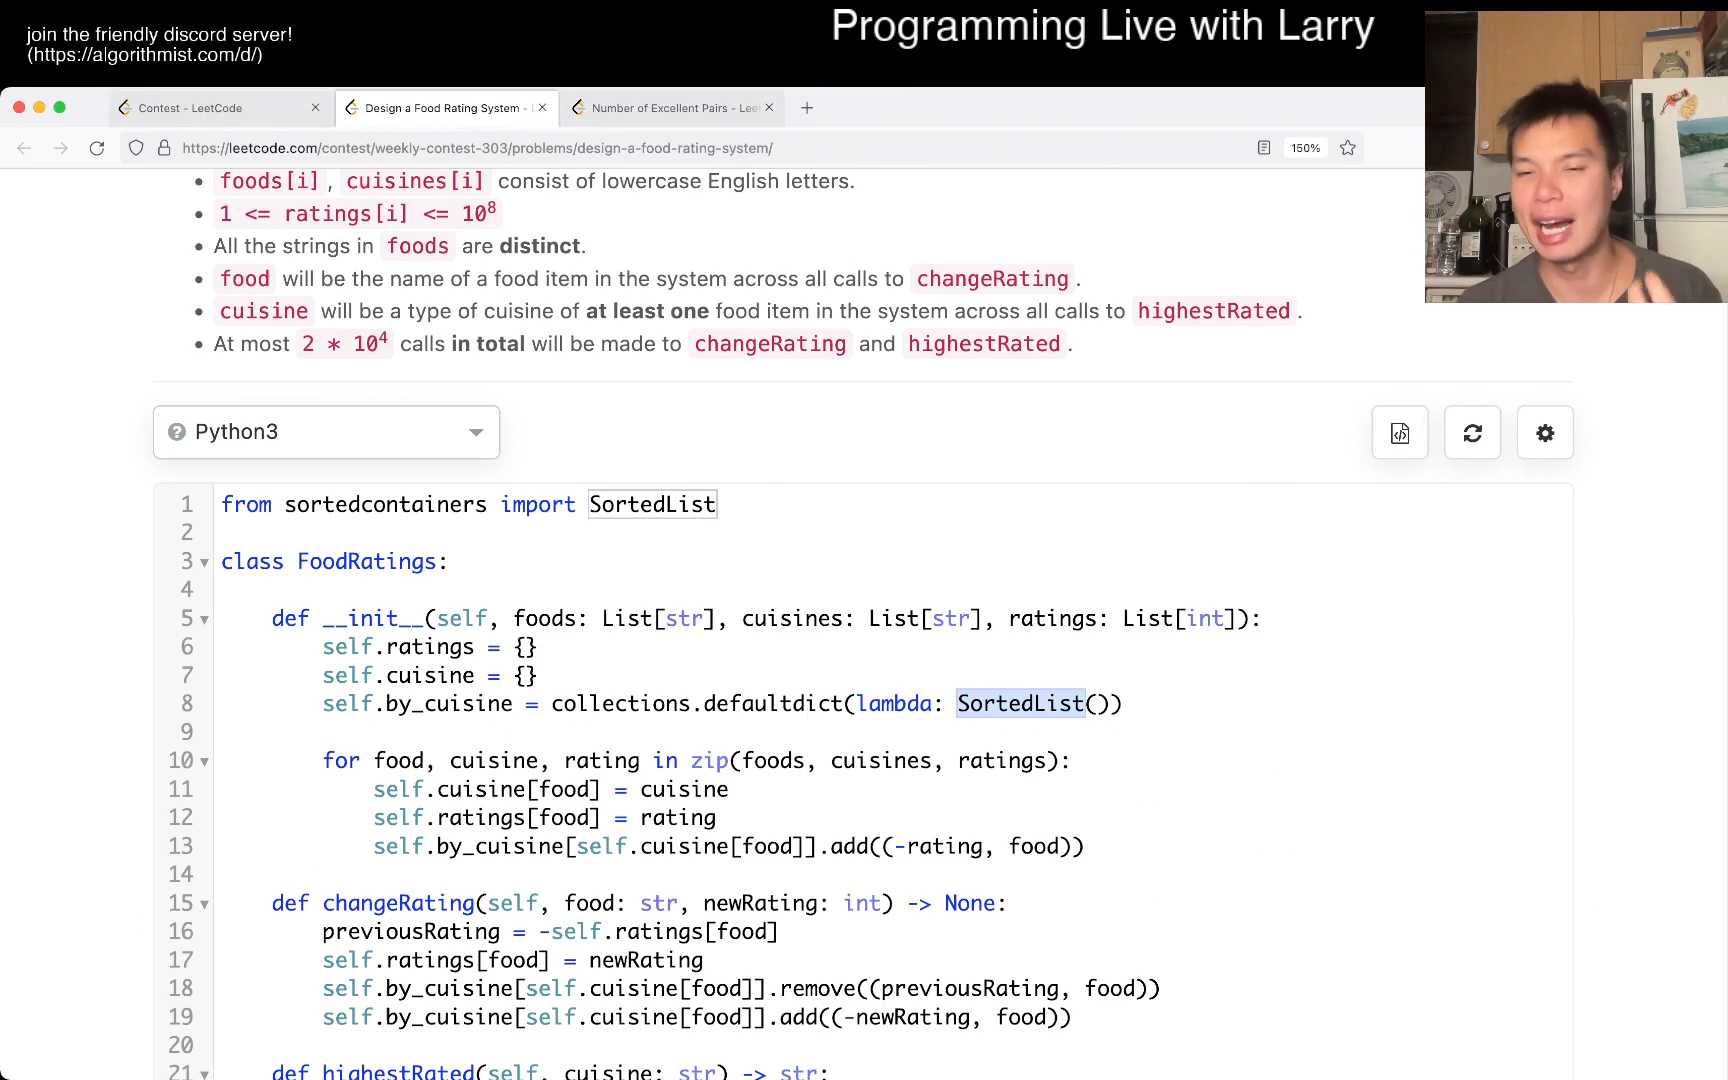 join the friendly discord server!
(https://algorithmist.com/d/)
Programming Live with Larry
Contest - LeetCode
Design a Food Rating System -
Number of Excellent Pairs - Leet
https://leetcode.com/contest/weekly-contest-303/problems/design-a-food-rating-system/
150%
• foods[i], cuisines[i] consist of lowercase English letters.
• 1 <= ratings[i] <= 10⁸
• All the strings in foods are distinct.
• food will be the name of a food item in the system across all calls to changeRating.
• cuisine will be a type of cuisine of at least one food item in the system across all calls to highestRated.
• At most 2 * 10⁴ calls in total will be made to changeRating and highestRated.
Python3
1 from sortedcontainers import SortedList
2
3 class FoodRatings:
4
5     def __init__(self, foods: List[str], cuisines: List[str], ratings: List[int]):
6         self.ratings = {}
7         self.cuisine = {}
8         self.by_cuisine = collections.defaultdict(lambda: SortedList())
9
10         for food, cuisine, rating in zip(foods, cuisines, ratings):
11             self.cuisine[food] = cuisine
12             self.ratings[food] = rating
13             self.by_cuisine[self.cuisine[food]].add((-rating, food))
14
15     def changeRating(self, food: str, newRating: int) -> None:
16         previousRating = -self.ratings[food]
17         self.ratings[food] = newRating
18         self.by_cuisine[self.cuisine[food]].remove((previousRating, food))
19         self.by_cuisine[self.cuisine[food]].add((-newRating, food))
20
21     def highestRated(self, cuisine: str) -> str: